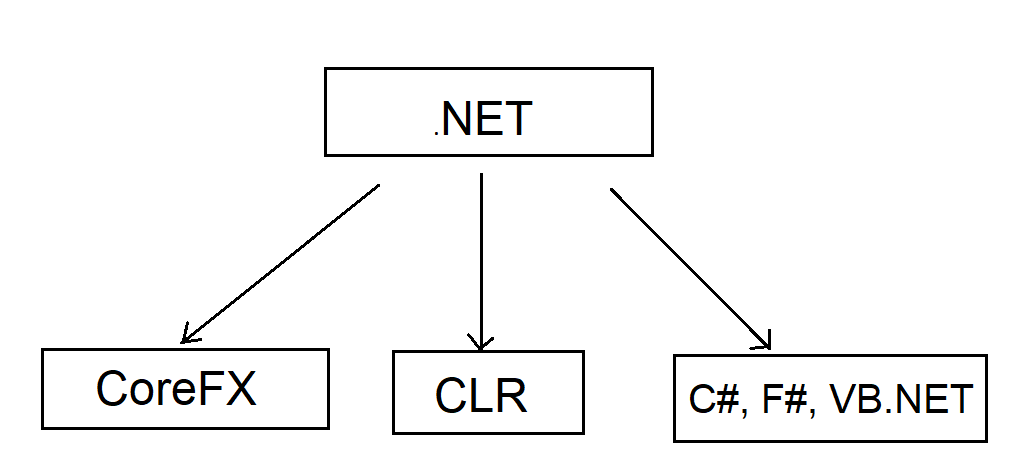 .NET
CoreFX
CLR
C#, F#, VB.NET